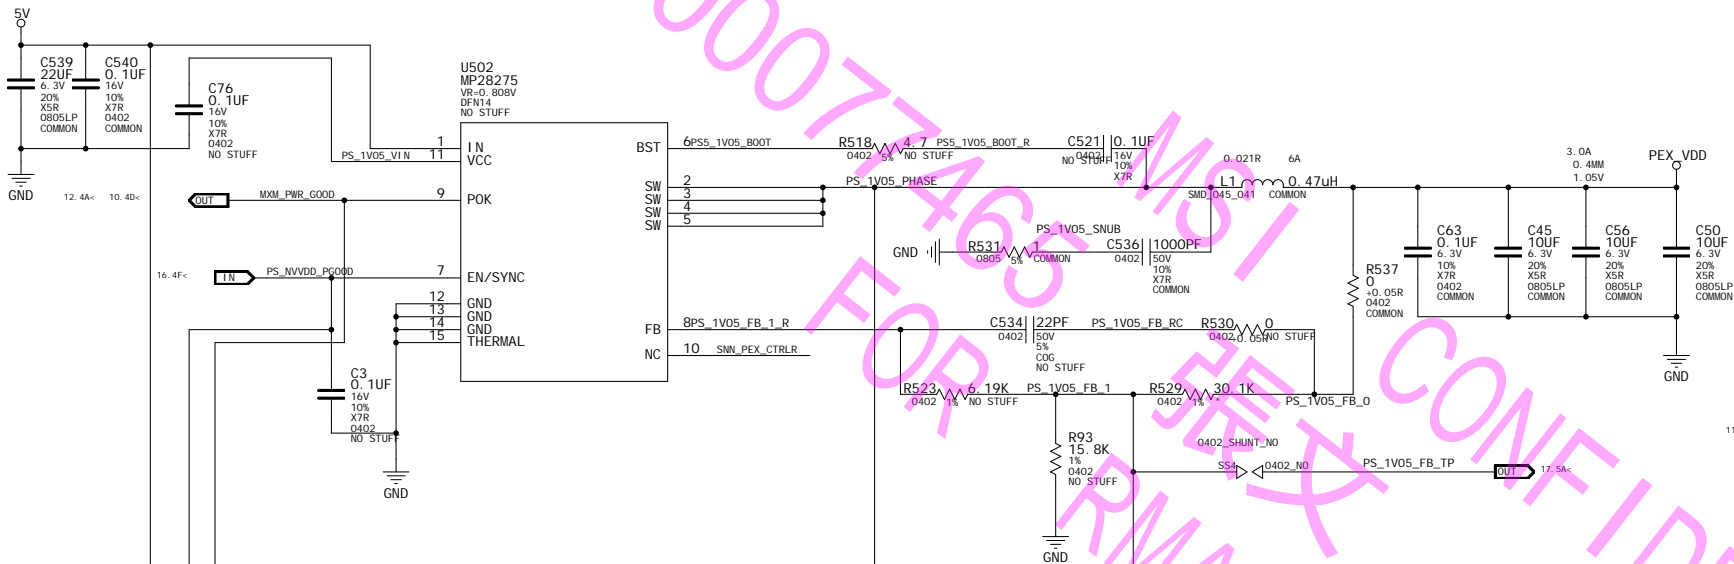 5V
C539
22UF
6.3V
20%
X5R
0805LP
COMMON
C540
0.1UF
16V
10%
X7R
0402
COMMON
C76
0.1UF
16V
10%
X7R
0402
NO STUFF
GND
U502
MP28275
VR=0.808V
DFN14
NO STUFF
PS_1V05_VIN
1 IN
11 VCC
12.4A< 10.4D<
OUT
MXM_PWR_GOOD
9 POK
16.4F<
IN
PS_NVVDD_PGOOD
7 EN/SYNC
12 GND
13 GND
14 GND
15 THERMAL
C3
0.1UF
16V
10%
X7R
0402
NO STUFF
GND
BST 6 PS5_1V05_BOOT
SW 2
SW 3
SW 4
SW 5
FB 8 PS_1V05_FB_1_R
NC 10 SNN_PEX_CTRLR
R518 4.7
0402 5% NO STUFF
PS5_1V05_BOOT_R
C521 0.1UF
0402 16V
NO STUFF
10%
X7R
PS_1V05_PHASE
0.021R 6A
L1 0.47uH
SMD_045_041 COMMON
3.0A
0.4MM
1.05V
PEX_VDD
PS_1V05_SNUB
GND
R531 1
0805 5% COMMON
C536 1000PF
0402 50V
10%
X7R
COMMON
R537
0
+0.05R
0402
COMMON
C63
0.1UF
6.3V
10%
X7R
0402
COMMON
C45
10UF
6.3V
20%
X5R
0805LP
COMMON
C56
10UF
6.3V
20%
X5R
0805LP
COMMON
C50
10UF
6.3V
20%
X5R
0805LP
COMMON
GND
C534 22PF
0402 50V
5%
COG
NO STUFF
PS_1V05_FB_RC
R530 0
0402 +0.05R NO STUFF
R523 6.19K
0402 1% NO STUFF
PS_1V05_FB_1
R529 30.1K
0402 1% *
PS_1V05_FB_0
R93
15.8K
1%
0402
NO STUFF
GND
0402_SHUNT_NO
SS4 0402_NO
PS_1V05_FB_TP
OUT
17.5A<
11
MSI CONFID
FOR 張文
RMA